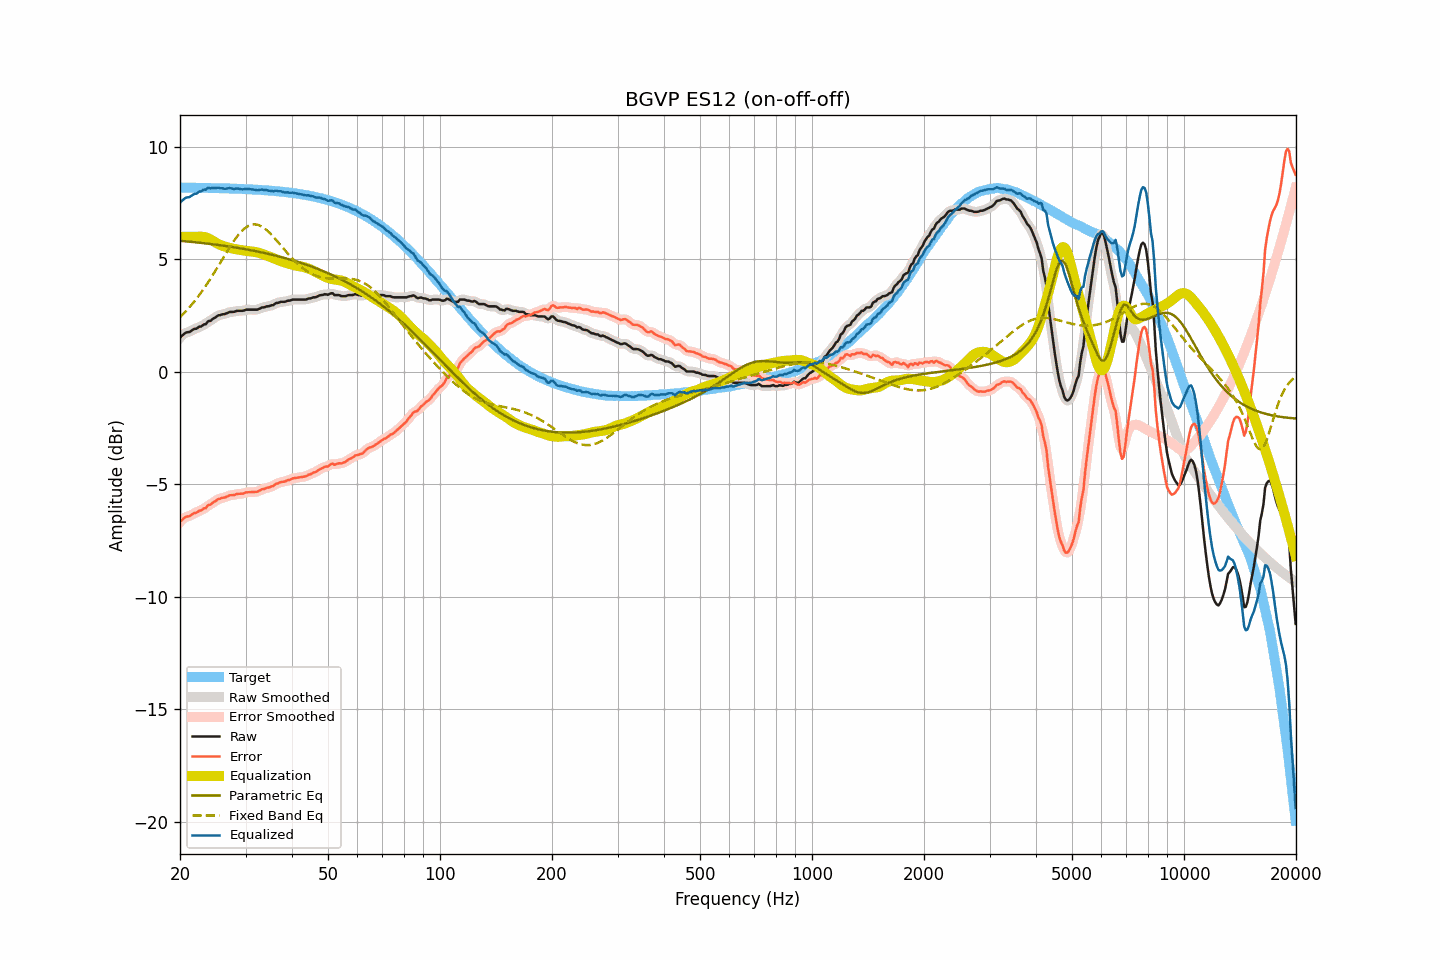 BGVP ES12 (on-off-off)
Amplitude (dBr)
10
5
0
−5
−10
−15
−20
Target
Raw Smoothed
Error Smoothed
Raw
Error
Equalization
Parametric Eq
Fixed Band Eq
Equalized
20 50 100 200 500 1000 2000 5000 10000 20000
Frequency (Hz)